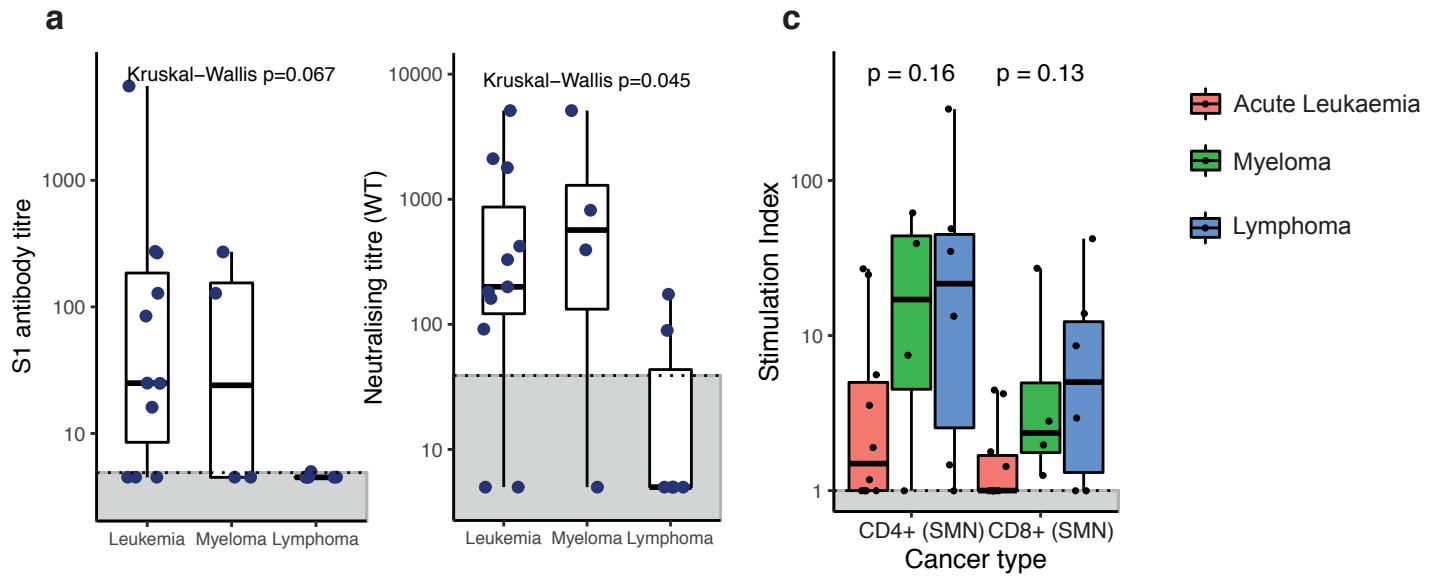 a
Kruskal−Wallis p=0.067
S1 antibody titre
1000
100
10
Leukemia Myeloma Lymphoma
Kruskal−Wallis p=0.045
Neutralising titre (WT)
10000
1000
100
10
Leukemia Myeloma Lymphoma
c
p = 0.16 p = 0.13
Stimulation Index
100
10
1
CD4+ (SMN) CD8+ (SMN)
Cancer type
Acute Leukaemia
Myeloma
Lymphoma